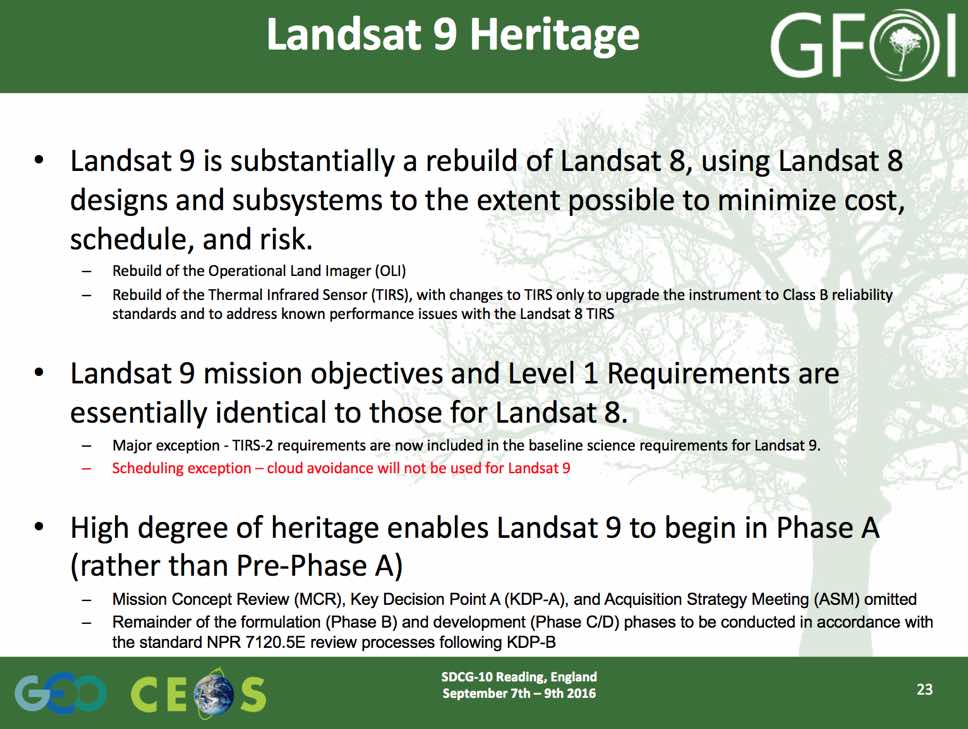 Landsat 9 Heritage
GFOI
• Landsat 9 is substantially a rebuild of Landsat 8, using Landsat 8
designs and subsystems to the extent possible to minimize cost,
schedule, and risk.
– Rebuild of the Operational Land Imager (OLI)
– Rebuild of the Thermal Infrared Sensor (TIRS), with changes to TIRS only to upgrade the instrument to Class B reliability
standards and to address known performance issues with the Landsat 8 TIRS
• Landsat 9 mission objectives and Level 1 Requirements are
essentially identical to those for Landsat 8.
– Major exception - TIRS-2 requirements are now included in the baseline science requirements for Landsat 9.
– Scheduling exception – cloud avoidance will not be used for Landsat 9
• High degree of heritage enables Landsat 9 to begin in Phase A
(rather than Pre-Phase A)
– Mission Concept Review (MCR), Key Decision Point A (KDP-A), and Acquisition Strategy Meeting (ASM) omitted
– Remainder of the formulation (Phase B) and development (Phase C/D) phases to be conducted in accordance with
the standard NPR 7120.5E review processes following KDP-B
GEO
CEOS
SDCG-10 Reading, England
September 7th – 9th 2016
23